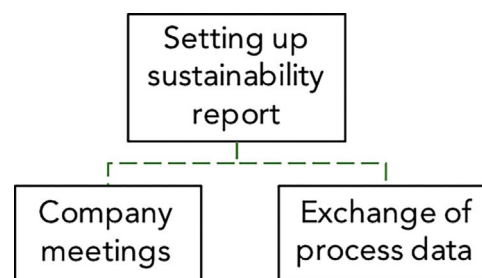 Setting up
sustainability
report
Company
meetings
Exchange of
process data